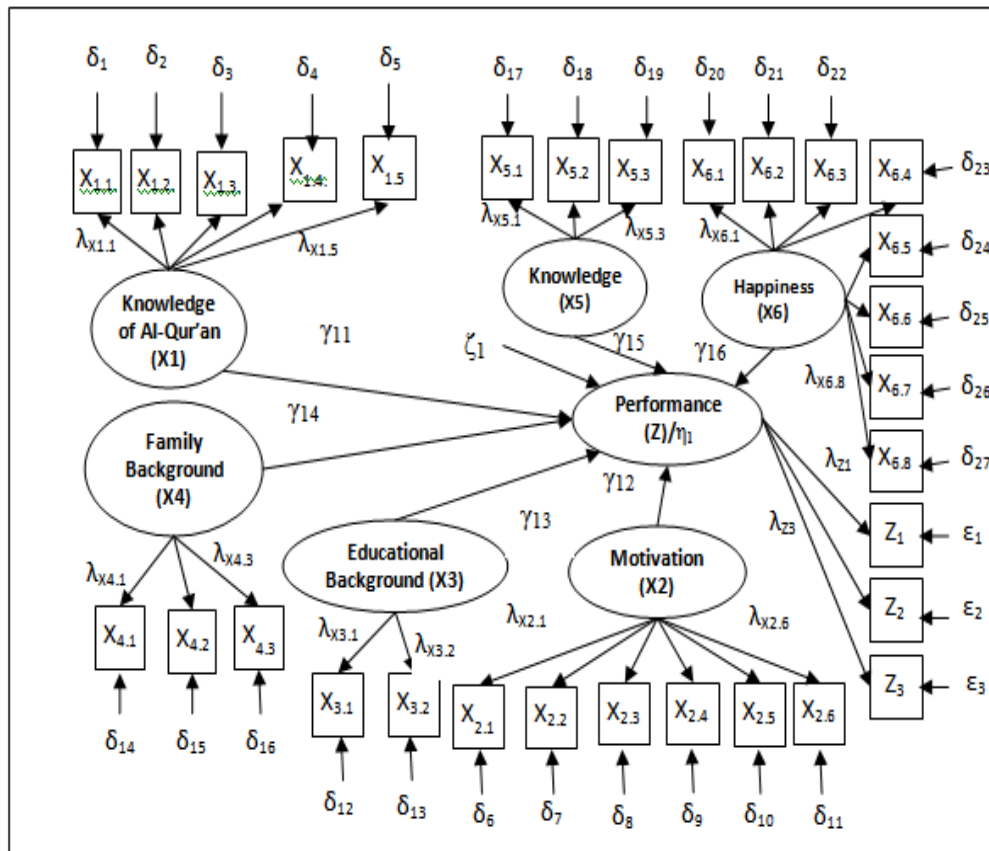 δ1 δ2 δ3 δ4 δ5 δ17 δ18 δ19 δ20 δ21 δ22
X1.1. X1.2. X1.3. X1.4. X1.5 X5.1 X5.2 X5.3 X6.1 X6.2 X6.3 X6.4 δ23
λX1.1 λX1.5 λX5.1 λX5.3 λX6.1 X6.5 δ24
Knowledge
of Al-Qur'an
(X1)
Knowledge
(X5)
Happiness
(X6)
X6.6 δ25
γ11 ζ1 γ15 γ16
λX6.8 X6.7 δ26
γ14
Performance
(Z)/η1
Family
Background
(X4)
λZ1 X6.8 δ27
γ12
λZ3
γ13
Z1 ε1
Educational
Background (X3)
Motivation
(X2)
λX4.1 λX4.3
Z2 ε2
λX3.1 λX3.2 λX2.1 λX2.6
X4.1 X4.2 X4.3
Z3 ε3
X3.1 X3.2 X2.1 X2.2 X2.3 X2.4 X2.5 X2.6
δ14 δ15 δ16
δ12 δ13 δ6 δ7 δ8 δ9 δ10 δ11